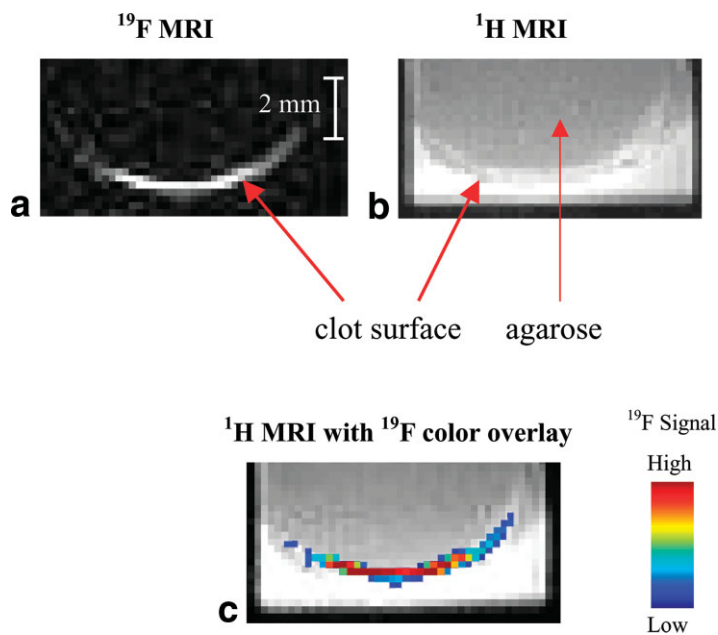 ¹⁹F MRI
¹H MRI
2 mm
a
b
clot surface
agarose
¹H MRI with ¹⁹F color overlay
¹⁹F Signal
High
Low
c